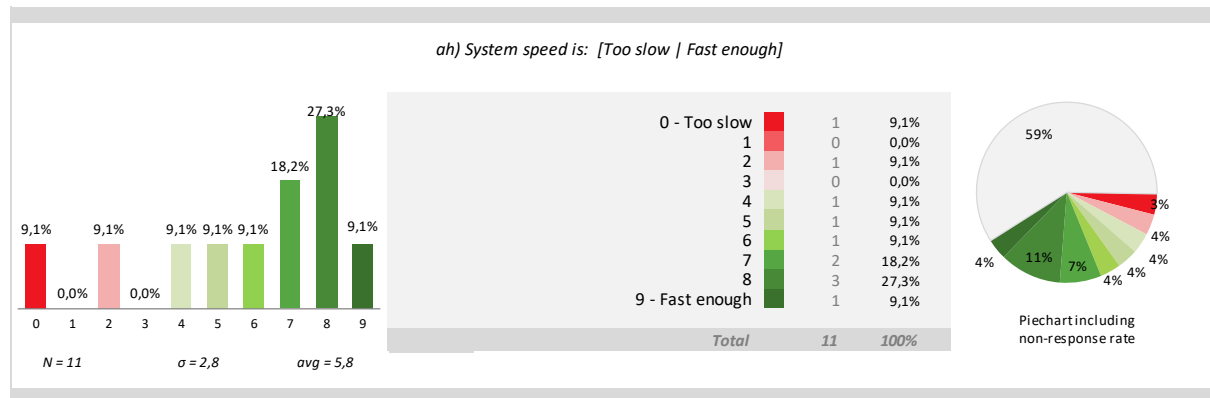 ah) System speed is:  [Too slow | Fast enough]
9,1%
0,0%
9,1%
0,0%
9,1%
9,1%
9,1%
18,2%
27,3%
9,1%
0 1 2 3 4 5 6 7 8 9
N = 11 σ = 2,8 avg = 5,8
0 - Too slow 1 9,1%
1 0 0,0%
2 1 9,1%
3 0 0,0%
4 1 9,1%
5 1 9,1%
6 1 9,1%
7 2 18,2%
8 3 27,3%
9 - Fast enough 1 9,1%
Total 11 100%
59%
3%
4%
4%
4%
4%
7%
11%
4%
Piechart including
non-response rate